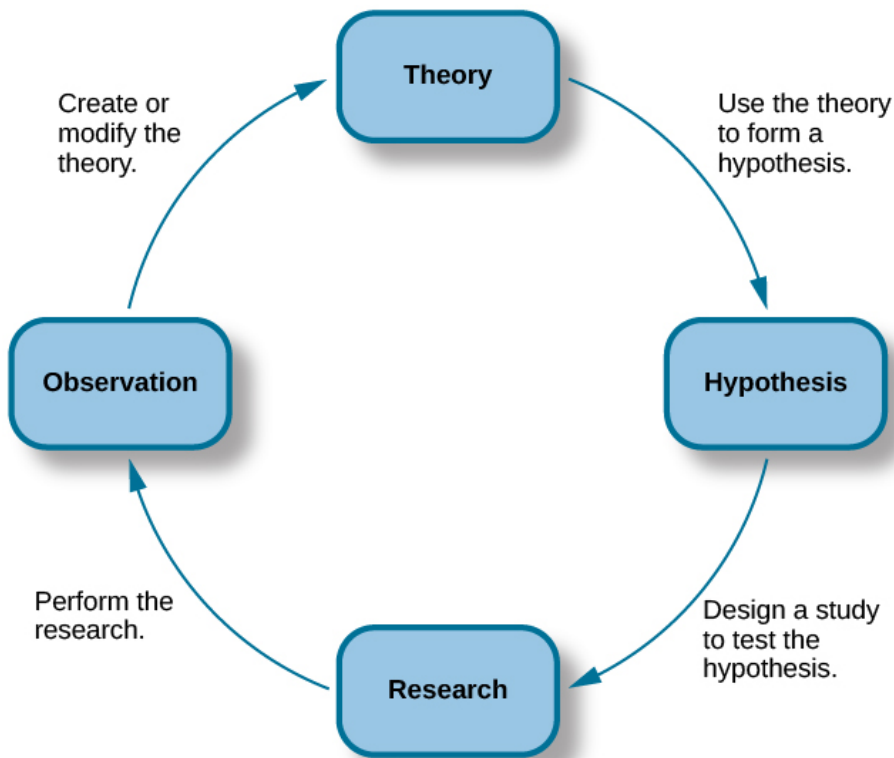 Theory
Use the theory
to form a
hypothesis.
Hypothesis
Design a study
to test the
hypothesis.
Research
Perform the
research.
Observation
Create or
modify the
theory.